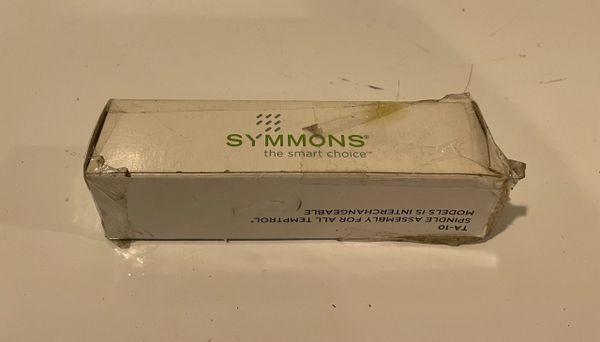 SYMMONS®
the smart choice™
TA-10
SPINDLE ASSEMBLY FOR ALL TEMPTROL®
MODELS IS INTERCHANGEABLE